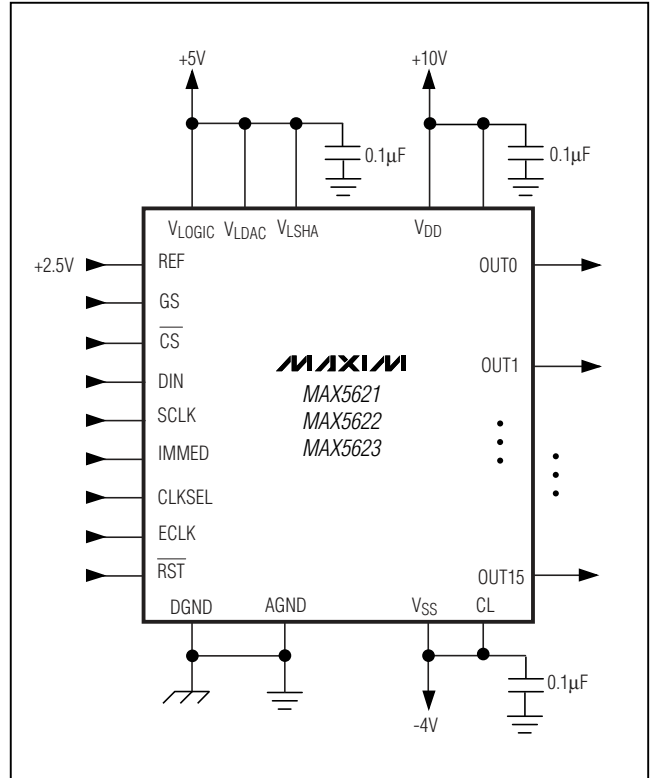 +5V
+10V
0.1µF
0.1µF
VLOGIC
VLDAC
VLSHA
VDD
+2.5V
REF
GS
CS
DIN
SCLK
IMMED
CLKSEL
ECLK
RST
MAXIM
MAX5621
MAX5622
MAX5623
OUT0
OUT1
OUT15
DGND
AGND
VSS
CL
0.1µF
-4V